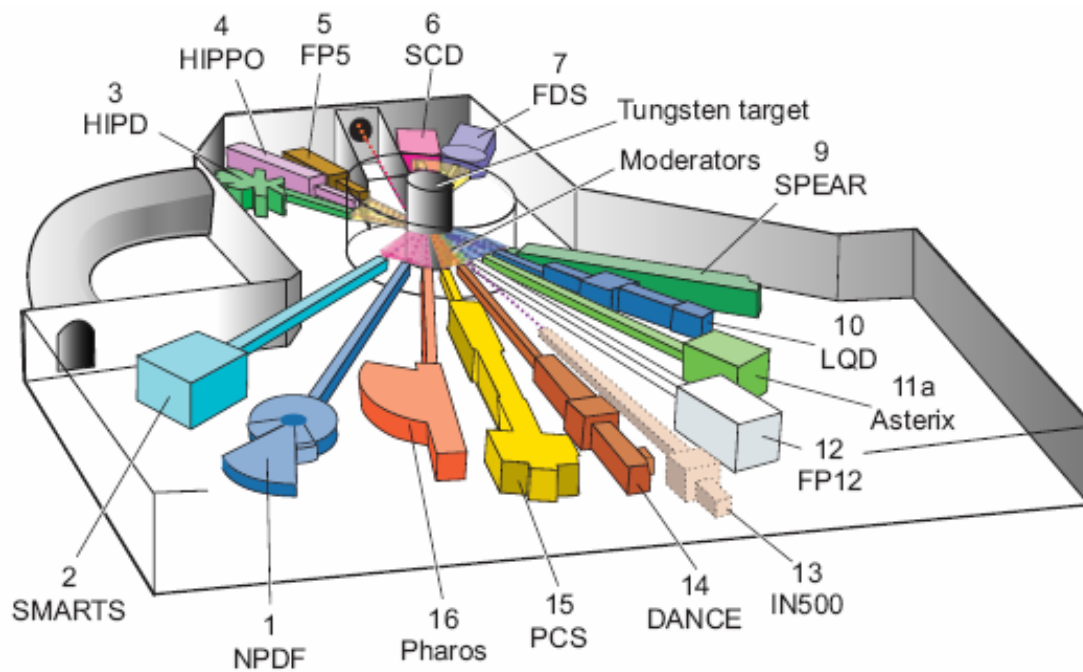 4
HIPPO
5
FP5
6
SCD
7
FDS
3
HIPD
Tungsten target
Moderators
9
SPEAR
10
LQD
11a
Asterix
12
FP12
13
IN500
14
DANCE
15
PCS
16
Pharos
1
NPDF
2
SMARTS